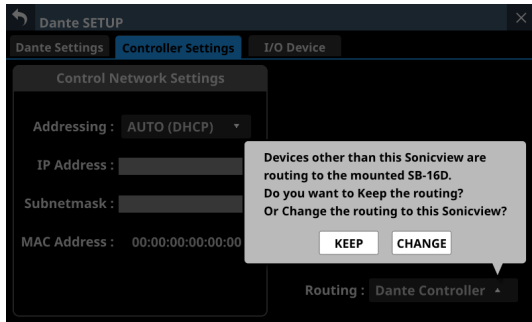 Dante SETUP
Dante Settings
Controller Settings
I/O Device
Control Network Settings
Addressing : AUTO (DHCP)
IP Address :
Subnetmask :
MAC Address : 00:00:00:00:00:00
Devices other than this Sonicview are
routing to the mounted SB-16D.
Do you want to Keep the routing?
Or Change the routing to this Sonicview?
KEEP
CHANGE
Routing : Dante Controller